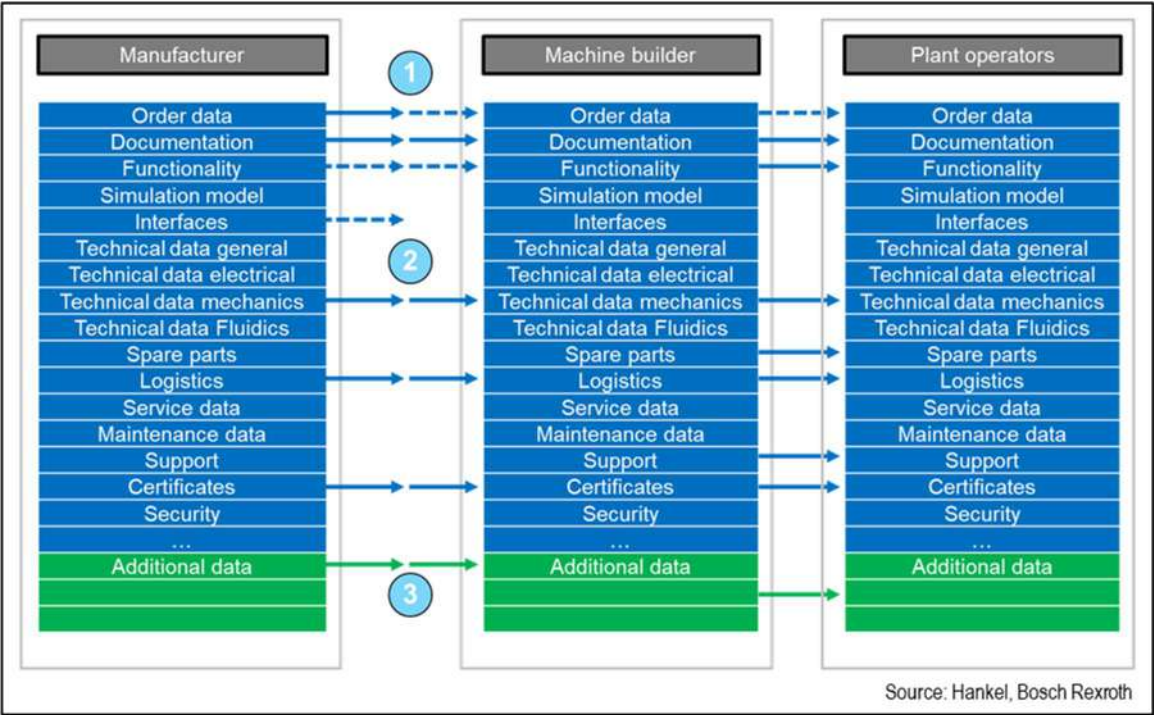 Manufacturer
Order data
Documentation
Functionality
Simulation model
Interfaces
Technical data general
Technical data electrical
Technical data mechanics
Technical data Fluidics
Spare parts
Logistics
Service data
Maintenance data
Support
Certificates
Security
...
Additional data
1
2
3
Machine builder
Order data
Documentation
Functionality
Simulation model
Interfaces
Technical data general
Technical data electrical
Technical data mechanics
Technical data Fluidics
Spare parts
Logistics
Service data
Maintenance data
Support
Certificates
Security
...
Additional data
Plant operators
Order data
Documentation
Functionality
Simulation model
Interfaces
Technical data general
Technical data electrical
Technical data mechanics
Technical data Fluidics
Spare parts
Logistics
Service data
Maintenance data
Support
Certificates
Security
...
Additional data
Source: Hankel, Bosch Rexroth